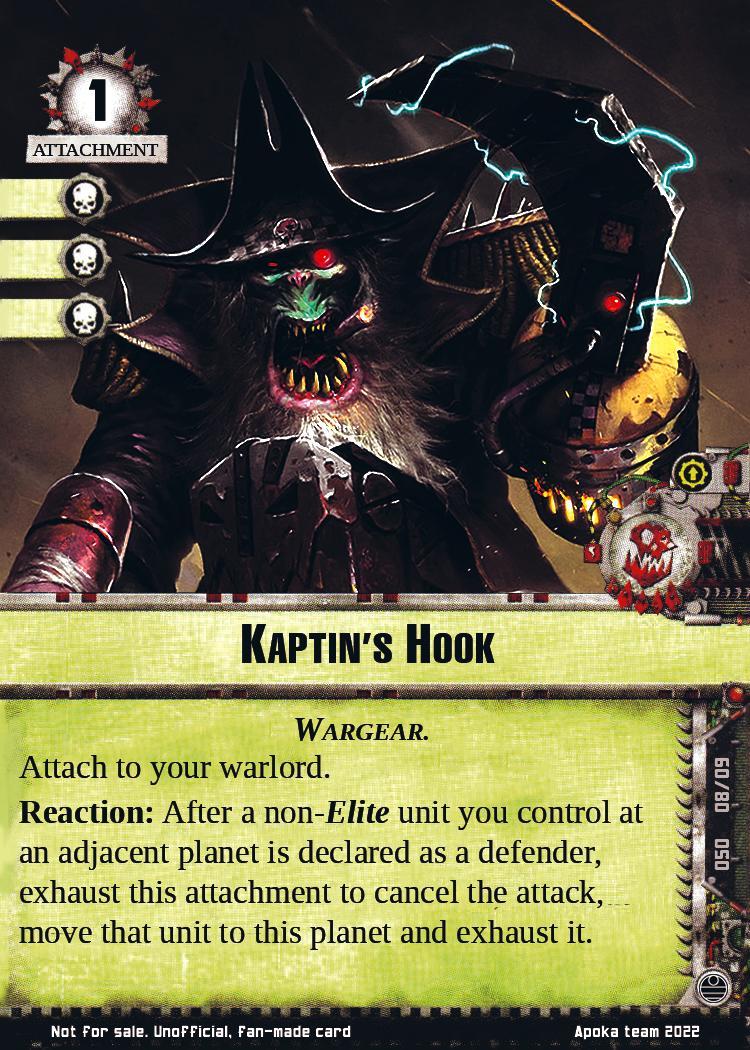 1
ATTACHMENT
KAPTIN'S HOOK
WARGEAR.
Attach to your warlord.
Reaction: After a non-Elite unit you control at
an adjacent planet is declared as a defender,
exhaust this attachment to cancel the attack,
move that unit to this planet and exhaust it.
050 08/09
Not for sale. Unofficial, fan-made card
Apoka team 2022